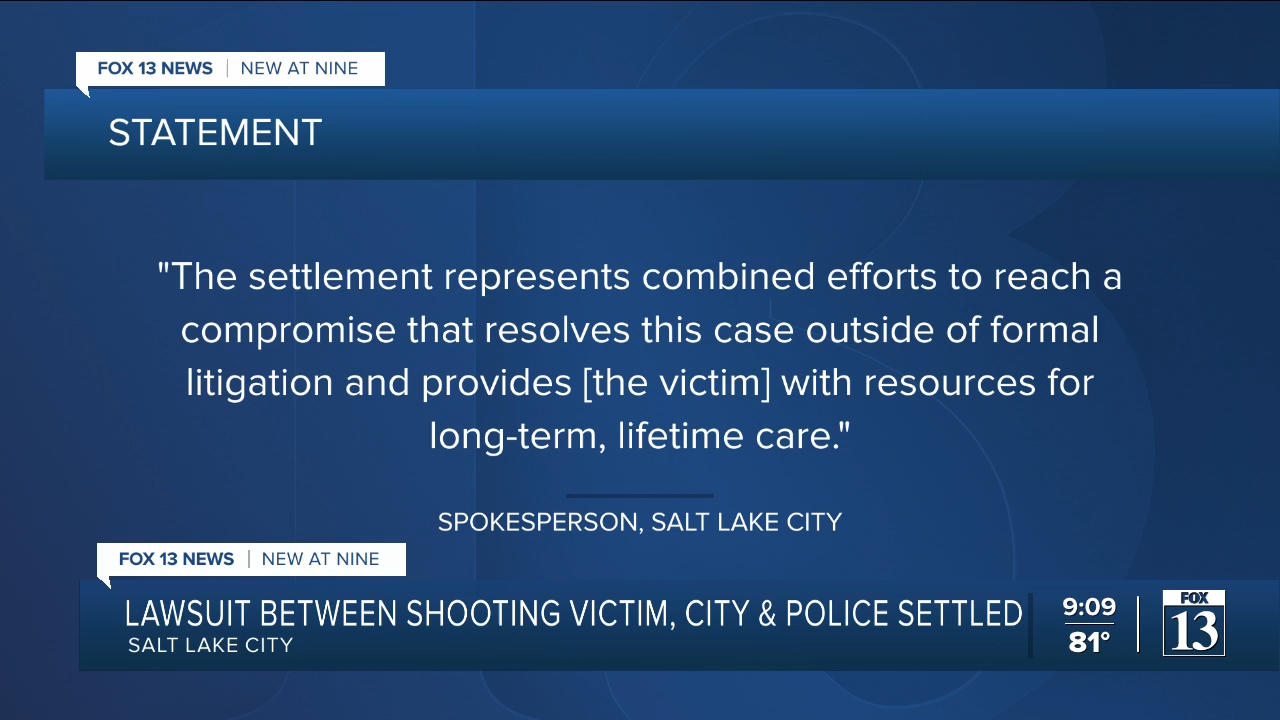 FOX 13 NEWS | NEW AT NINE
STATEMENT
"The settlement represents combined efforts to reach a
compromise that resolves this case outside of formal
litigation and provides [the victim] with resources for
long-term, lifetime care."
SPOKESPERSON, SALT LAKE CITY
FOX 13 NEWS | NEW AT NINE
LAWSUIT BETWEEN SHOOTING VICTIM, CITY & POLICE SETTLED
SALT LAKE CITY
9:09
81°
FOX
13